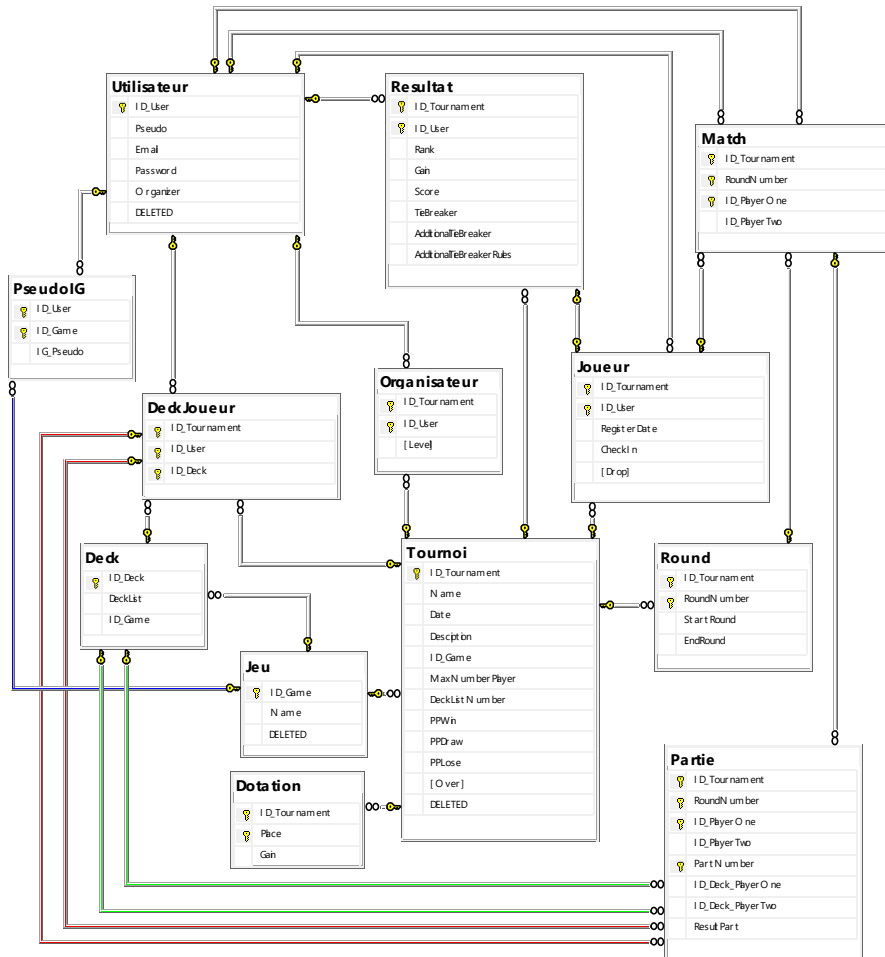 Utilisateur
ID_User
Pseudo
Email
Password
Organizer
DELETED
Resultat
ID_Tournament
ID_User
Rank
Gain
Score
TieBreaker
AdditionalTieBreaker
AdditionalTieBreakerRules
Match
ID_Tournament
RoundNumber
ID_PlayerOne
ID_PlayerTwo
PseudoIG
ID_User
ID_Game
IG_Pseudo
DeckJoueur
ID_Tournament
ID_User
ID_Deck
Organisateur
ID_Tournament
ID_User
[Level]
Joueur
ID_Tournament
ID_User
RegisterDate
CheckIn
[Drop]
Deck
ID_Deck
DeckList
ID_Game
Tournoi
ID_Tournament
Name
Date
Desciption
ID_Game
MaxNumberPlayer
DeckListNumber
PPWin
PPDraw
PPLose
[Over]
DELETED
Round
ID_Tournament
RoundNumber
StartRound
EndRound
Jeu
ID_Game
Name
DELETED
Dotation
ID_Tournament
Place
Gain
Partie
ID_Tournament
RoundNumber
ID_PlayerOne
ID_PlayerTwo
PartNumber
ID_Deck_PlayerOne
ID_Deck_PlayerTwo
ResultPart